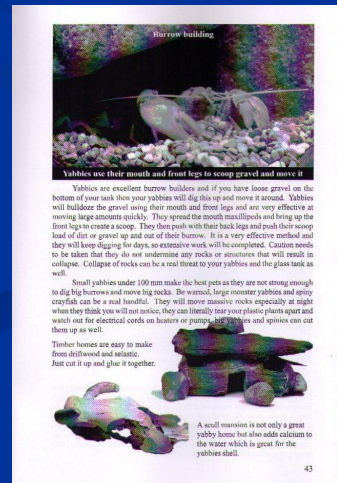 Burrow building
Yabbies use their mouth and front legs to scoop gravel and move it
Yabbies are excellent burrow builders and if you have loose gravel on the
bottom of your tank then your yabbies will dig this up and move it around. Yabbies
will bulldoze the gravel using their mouth and front legs and are very effective at
moving large amounts quickly. They spread the mouth maxillipeds and bring up the
front legs to create a scoop. They then push with their back legs and push their scoop
load of dirt or gravel up and out of their burrow. It is a very effective method and
they will keep digging for days, so extensive work will be completed. Caution needs
to be taken that they do not undermine any rocks or structures that will result in
collapse. Collapse of rocks can be a real threat to your yabbies and the glass tank as
well.
Small yabbies under 100 mm make the best pets as they are not strong enough
to dig big burrows and move big rocks. Be warned, large monster yabbies and spiny
crayfish can be a real handful. They will move massive rocks especially at night
when they think you will not notice, they can literally tear your plastic plants apart and
watch out for electrical cords on heaters or pumps, big yabbies and spinies can cut
them up as well.
Timber homes are easy to make
from driftwood and selastic.
Just cut it up and glue it together.
A scull mansion is not only a great
yabby home but also adds calcium to
the water which is great for the
yabbies shell.
43